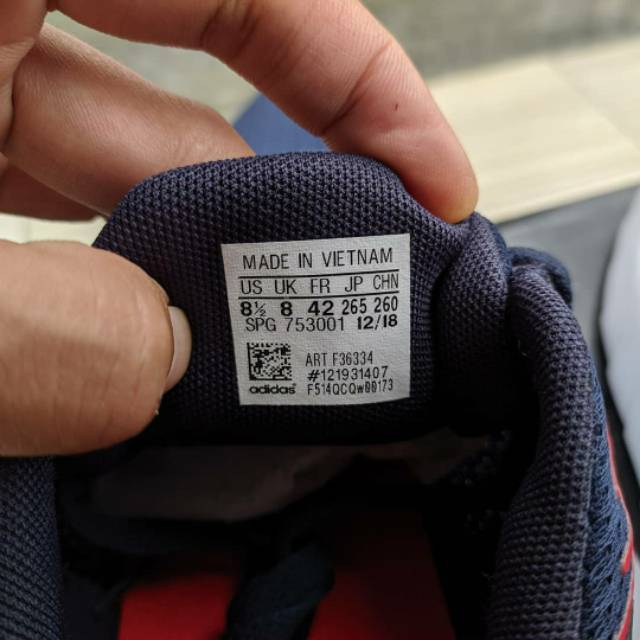 MADE IN VIETNAM
US UK FR JP CHN
8½ 8 42 265 260
SPG 753001 12/18
ART F36334
#121931407
adidas F514QCQw00173